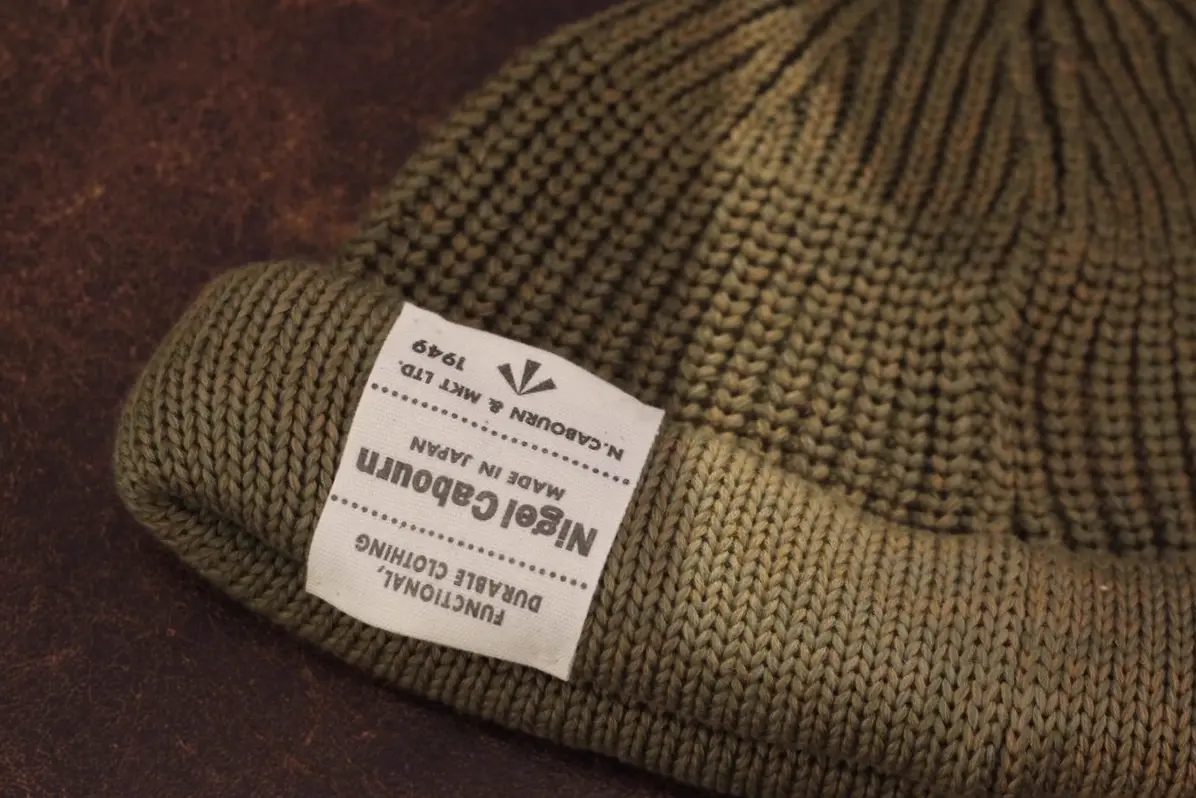 FUNCTIONAL,
DURABLE CLOTHING
Nigel Cabourn
MADE IN JAPAN
N.CABOURN & MKT LTD.
1949